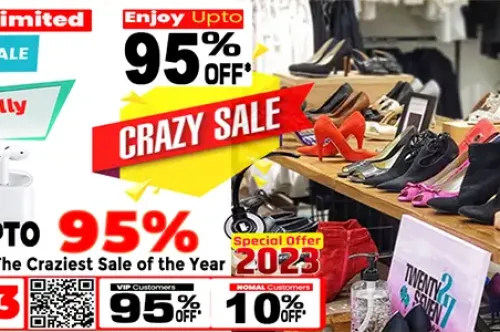 limited
Enjoy Upto
ALE
95%
OFF*
lly
CRAZY SALE
PTO 95%
The Craziest Sale of the Year
Special Offer
2023
3
VIP Customers
95% OFF*
NOMAL Customers
10% OFF*
TWENTY
SEVEN